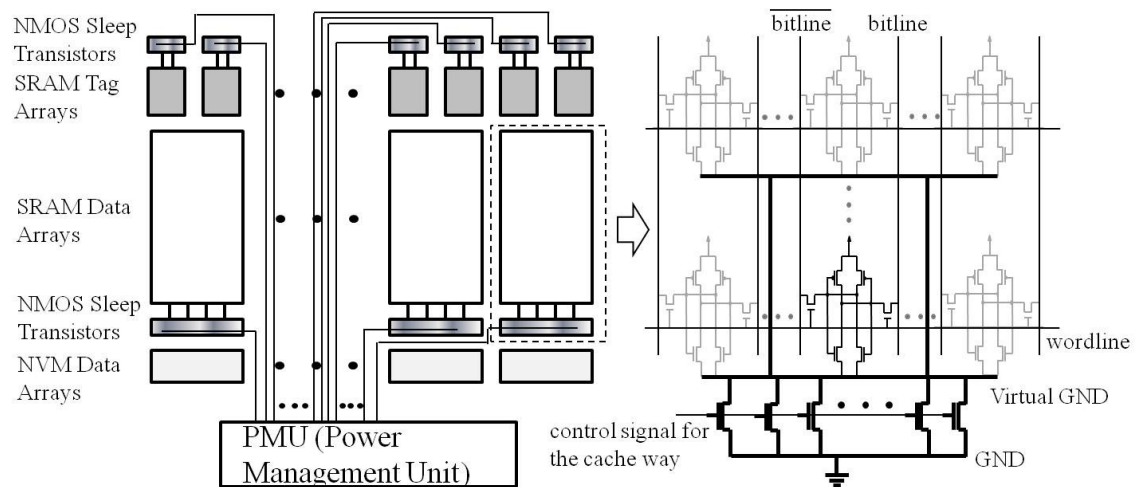 NMOS Sleep
Transistors
SRAM Tag
Arrays
SRAM Data
Arrays
NMOS Sleep
Transistors
NVM Data
Arrays
PMU (Power
Management Unit)
bitline
bitline
wordline
Virtual GND
control signal for
the cache way
GND